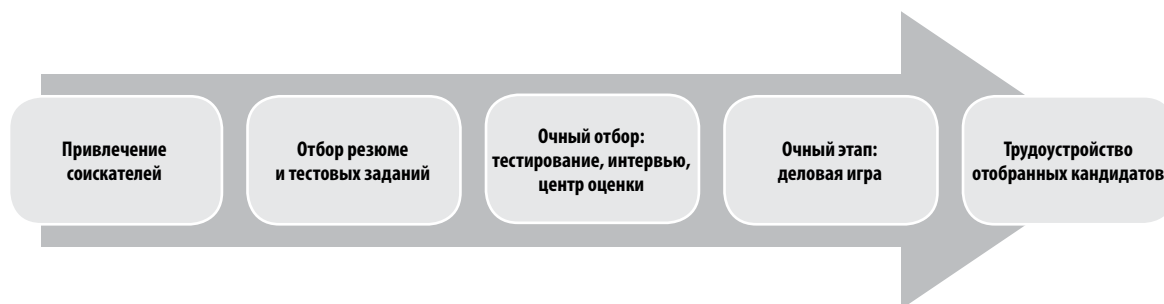 Привлечение
соискателей
Отбор резюме
и тестовых заданий
Очный отбор:
тестирование, интервью,
центр оценки
Очный этап:
деловая игра
Трудоустройство
отобранных кандидатов